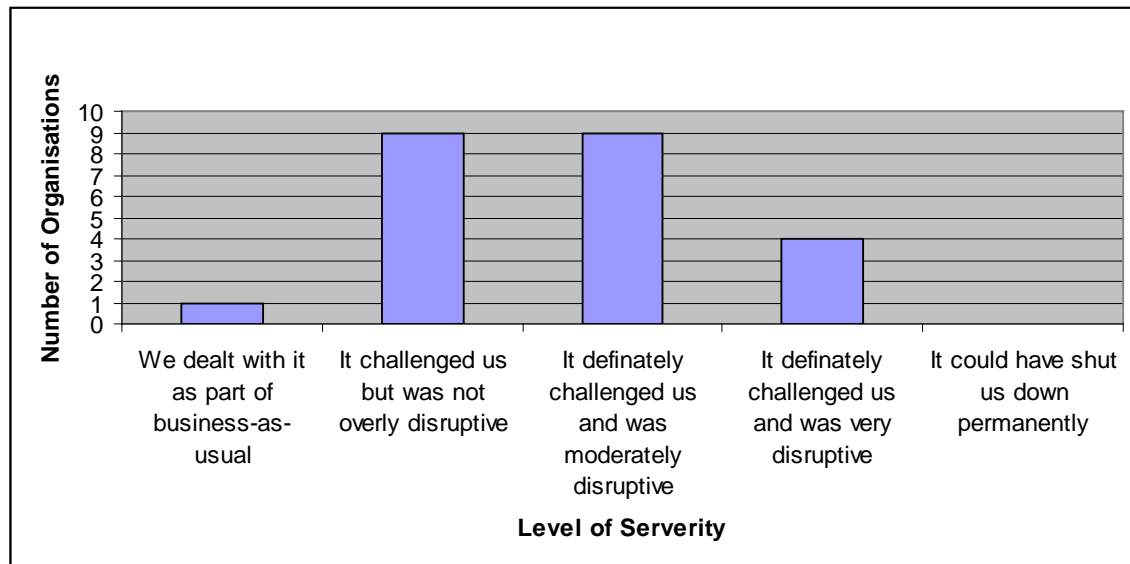 Number of Organisations
10
9
8
7
6
5
4
3
2
1
0
We dealt with it
as part of
business-as-
usual
It challenged us
but was not
overly disruptive
It definately
challenged us
and was
moderately
disruptive
It definately
challenged us
and was very
disruptive
It could have shut
us down
permanently
Level of Serverity